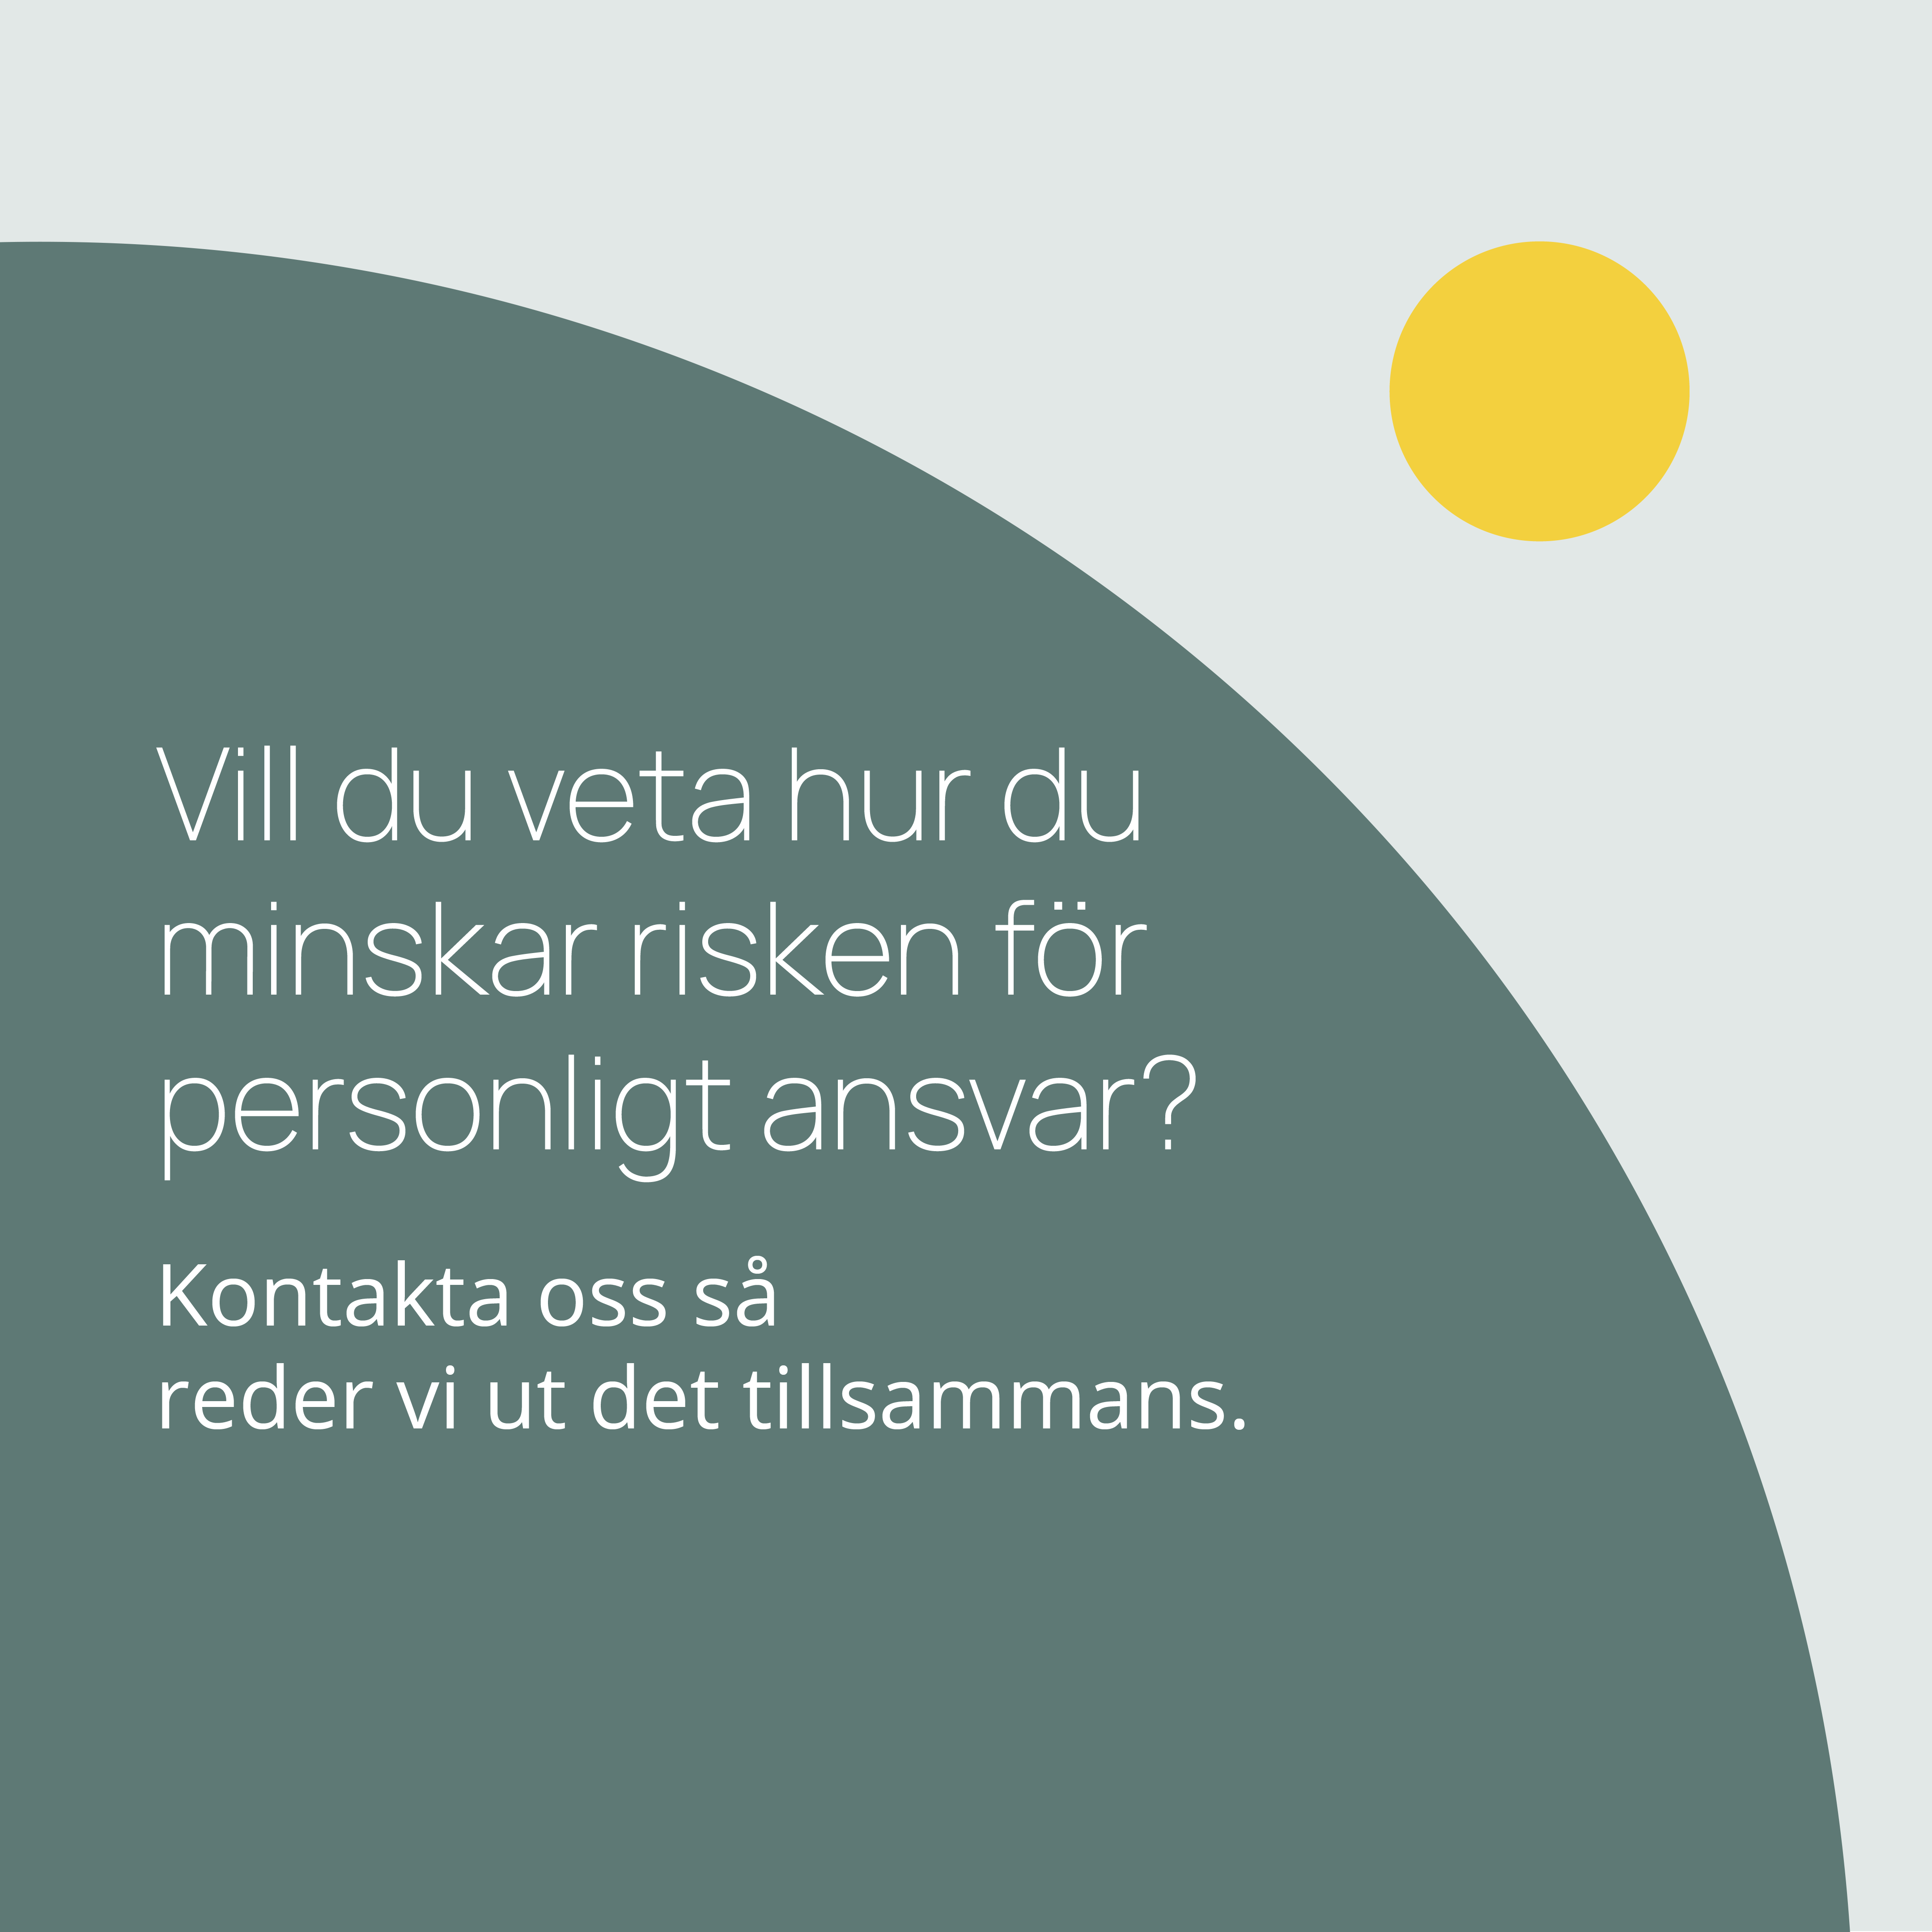 Vill du veta hur du
minskar risken för
personligt ansvar?
Kontakta oss så
reder vi ut det tillsammans.